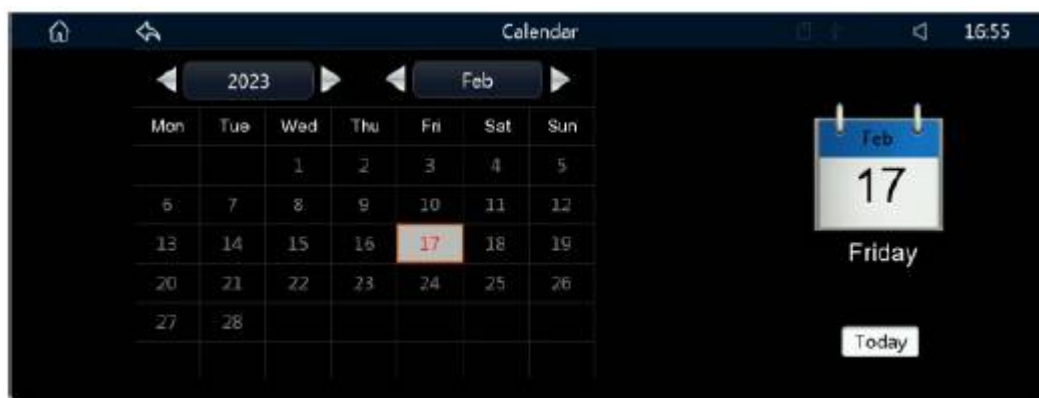 Calendar 16:55
2023 Feb
Mon Tue Wed Thu Fri Sat Sun
1 2 3 4 5
6 7 8 9 10 11 12
13 14 15 16 17 18 19
20 21 22 23 24 25 26
27 28
Feb
17
Friday
Today